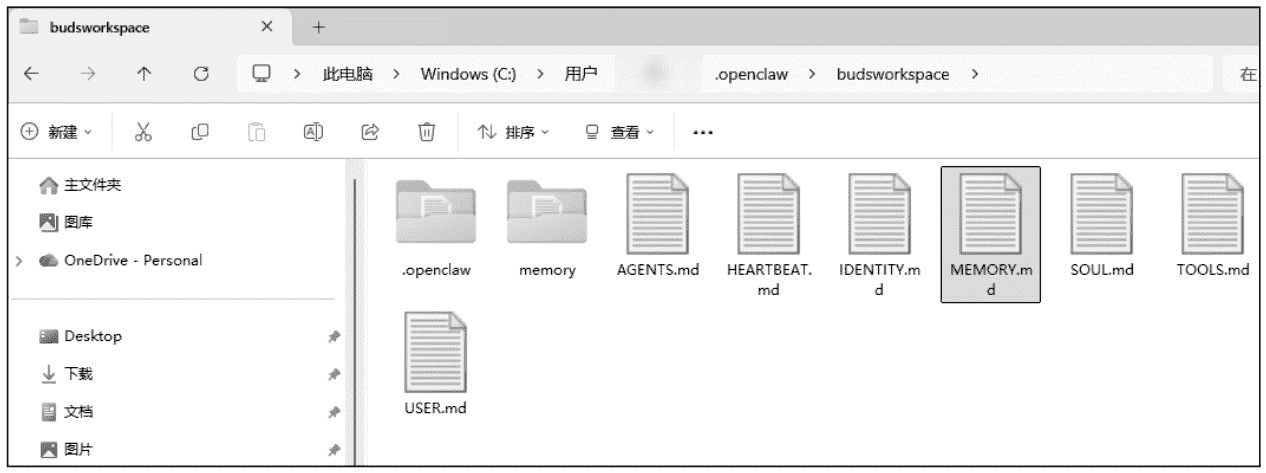 budsworkspace
此电脑 > Windows (C:) > 用户 .openclaw > budsworkspace >
在
新建
排序
查看
主文件夹
图库
OneDrive - Personal
Desktop
下载
文档
图片
.openclaw
memory
AGENTS.md
HEARTBEAT.
md
IDENTITY.m
d
MEMORY.m
d
SOUL.md
TOOLS.md
USER.md